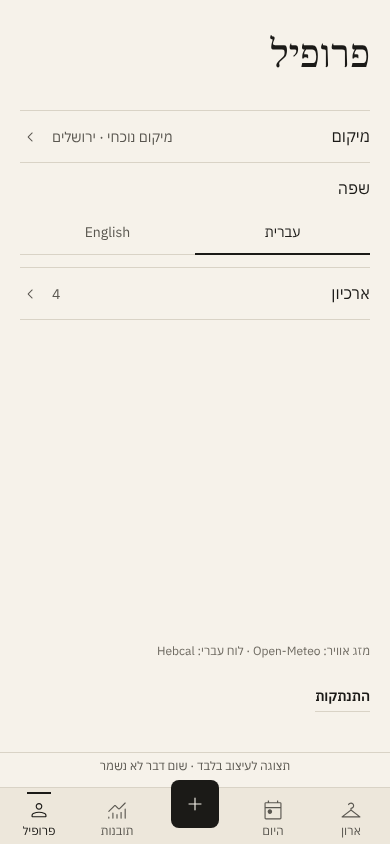 פרופיל
מיקום
מיקום נוכחי · ירושלים
שפה
עברית
English
ארכיון
4
מזג אוויר: Open-Meteo · לוח עברי: Hebcal
התנתקות
תצוגה לעיצוב בלבד · שום דבר לא נשמר
ארון
היום
תובנות
פרופיל